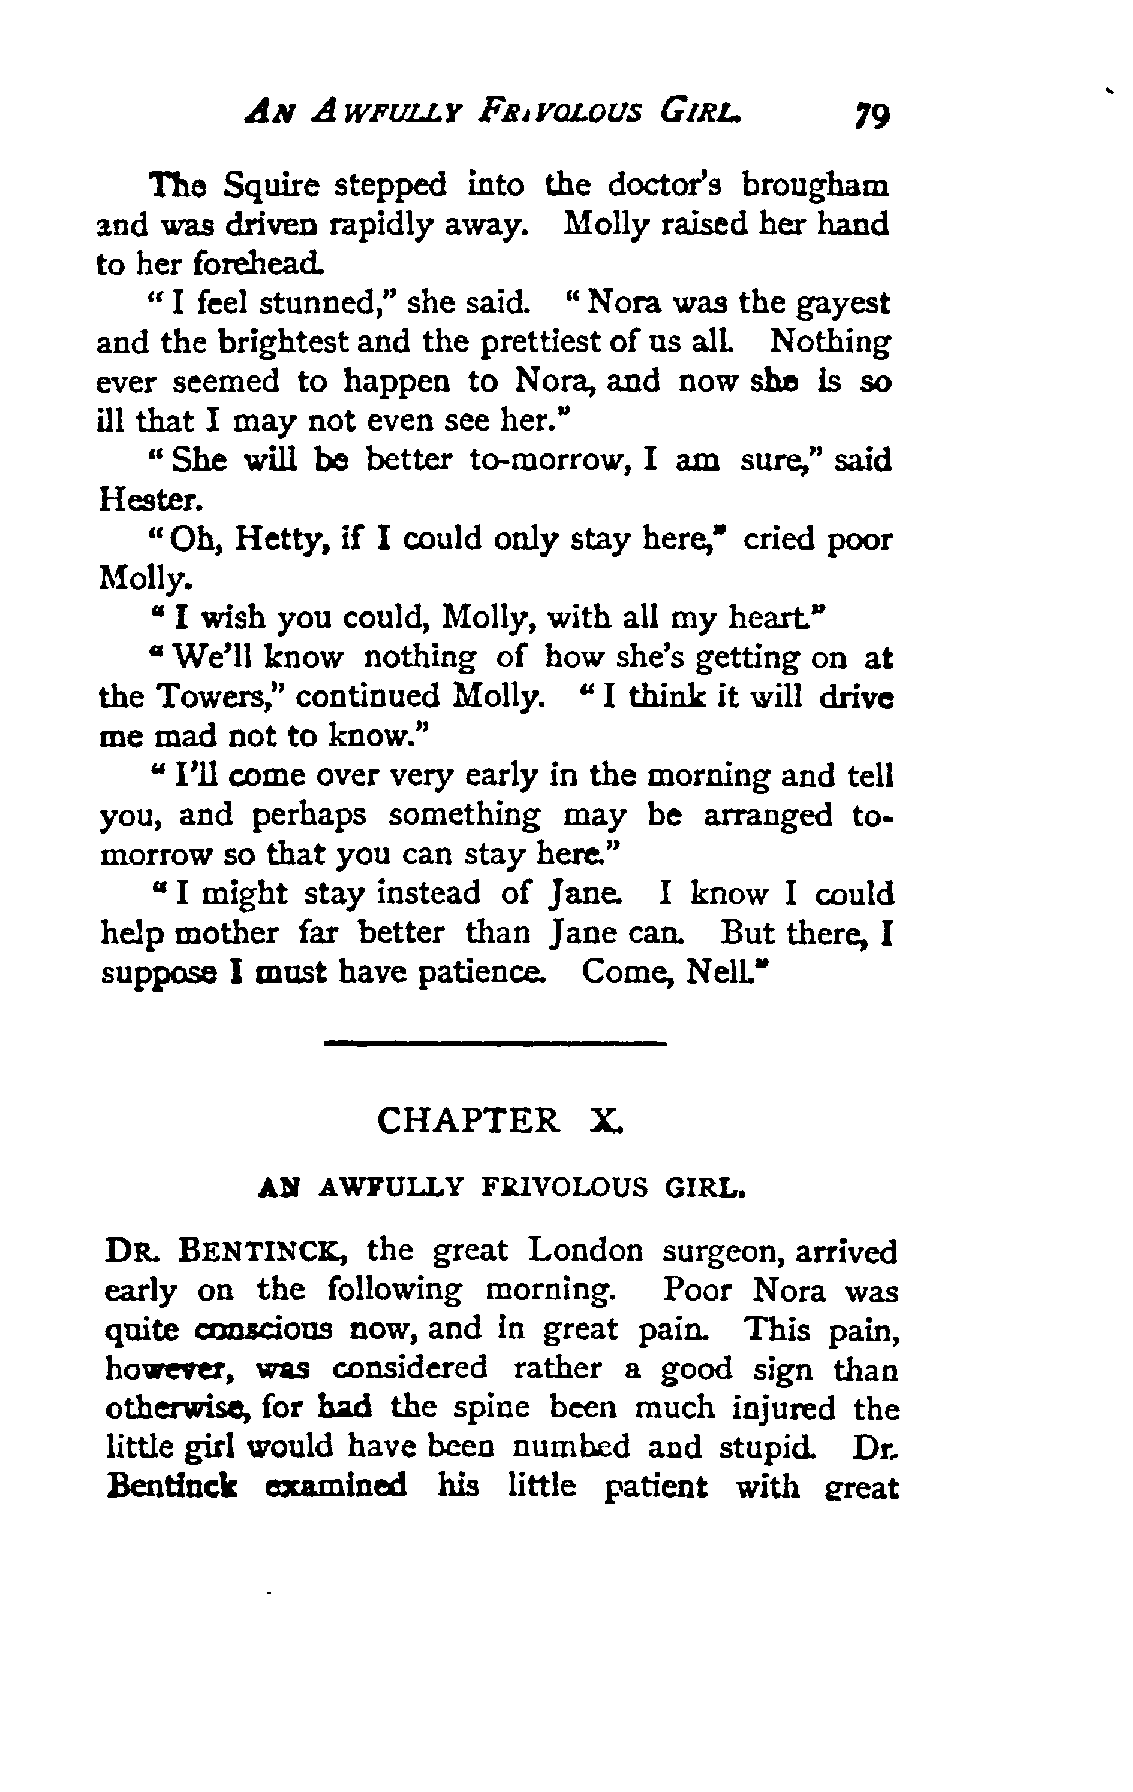 AN AWFULLY FRIVOLOUS GIRL. 79
The Squire stepped into the doctor's brougham
and was driven rapidly away. Molly raised her hand
to her forehead.
"I feel stunned," she said. "Nora was the gayest
and the brightest and the prettiest of us all. Nothing
ever seemed to happen to Nora, and now she is so
ill that I may not even see her."
"She will be better to-morrow, I am sure," said
Hester.
"Oh, Hetty, if I could only stay here," cried poor
Molly.
"I wish you could, Molly, with all my heart."
"We'll know nothing of how she's getting on at
the Towers," continued Molly. "I think it will drive
me mad not to know."
"I'll come over very early in the morning and tell
you, and perhaps something may be arranged to-
morrow so that you can stay here."
"I might stay instead of Jane. I know I could
help mother far better than Jane can. But there, I
suppose I must have patience. Come, Nell."
CHAPTER X.
AN AWFULLY FRIVOLOUS GIRL.
DR. BENTINCK, the great London surgeon, arrived
early on the following morning. Poor Nora was
quite conscious now, and in great pain. This pain,
however, was considered rather a good sign than
otherwise, for had the spine been much injured the
little girl would have been numbed and stupid. Dr.
Bentinck examined his little patient with great